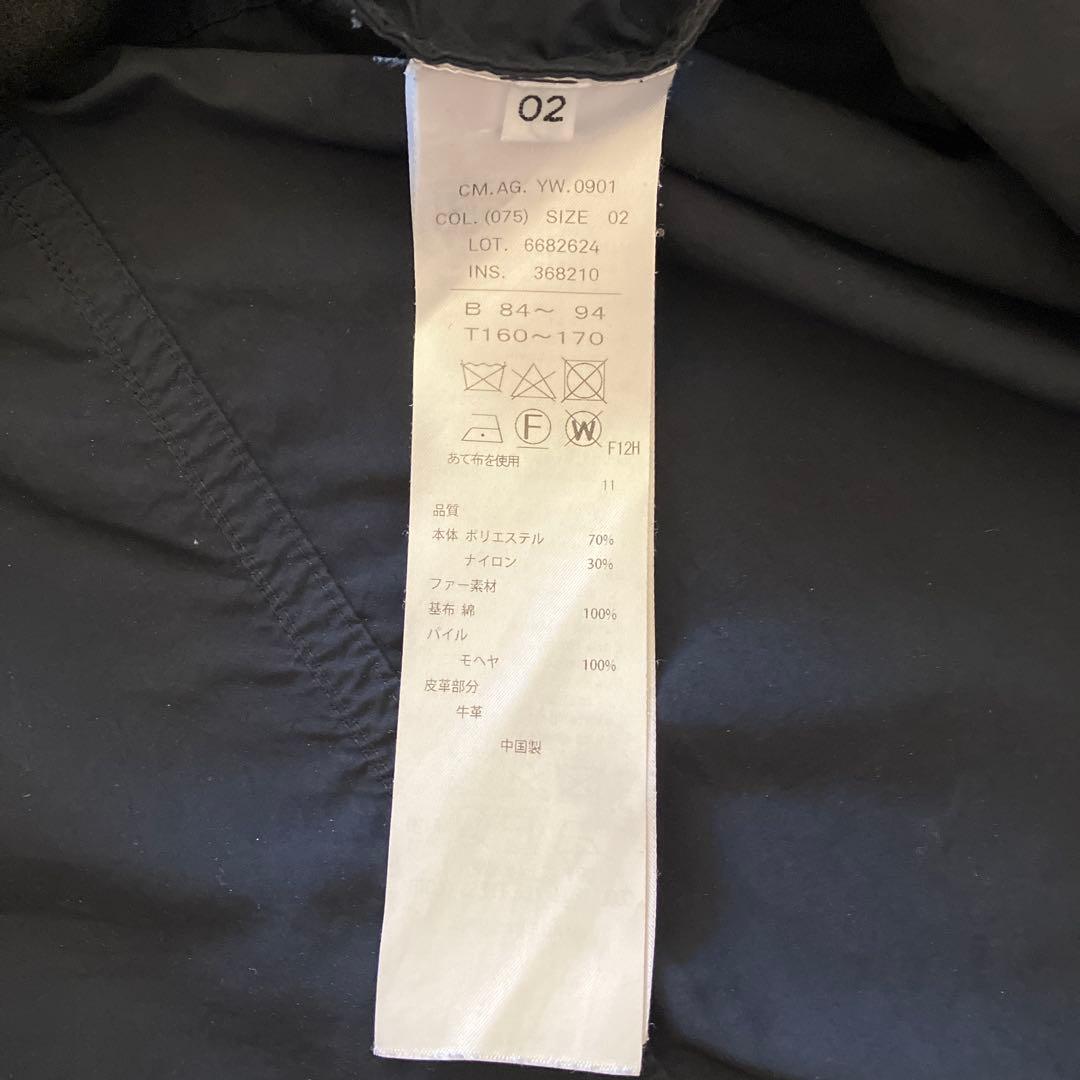 02
CM.AG. YW.0901
COL.(075) SIZE 02
LOT. 6682624
INS. 368210
B 84～ 94
T160～170
F W F12H
あて布を使用
11
品質
本体 ポリエステル 70%
ナイロン 30%
ファー素材
基布 綿 100%
パイル
モヘヤ 100%
皮革部分
牛革
中国製